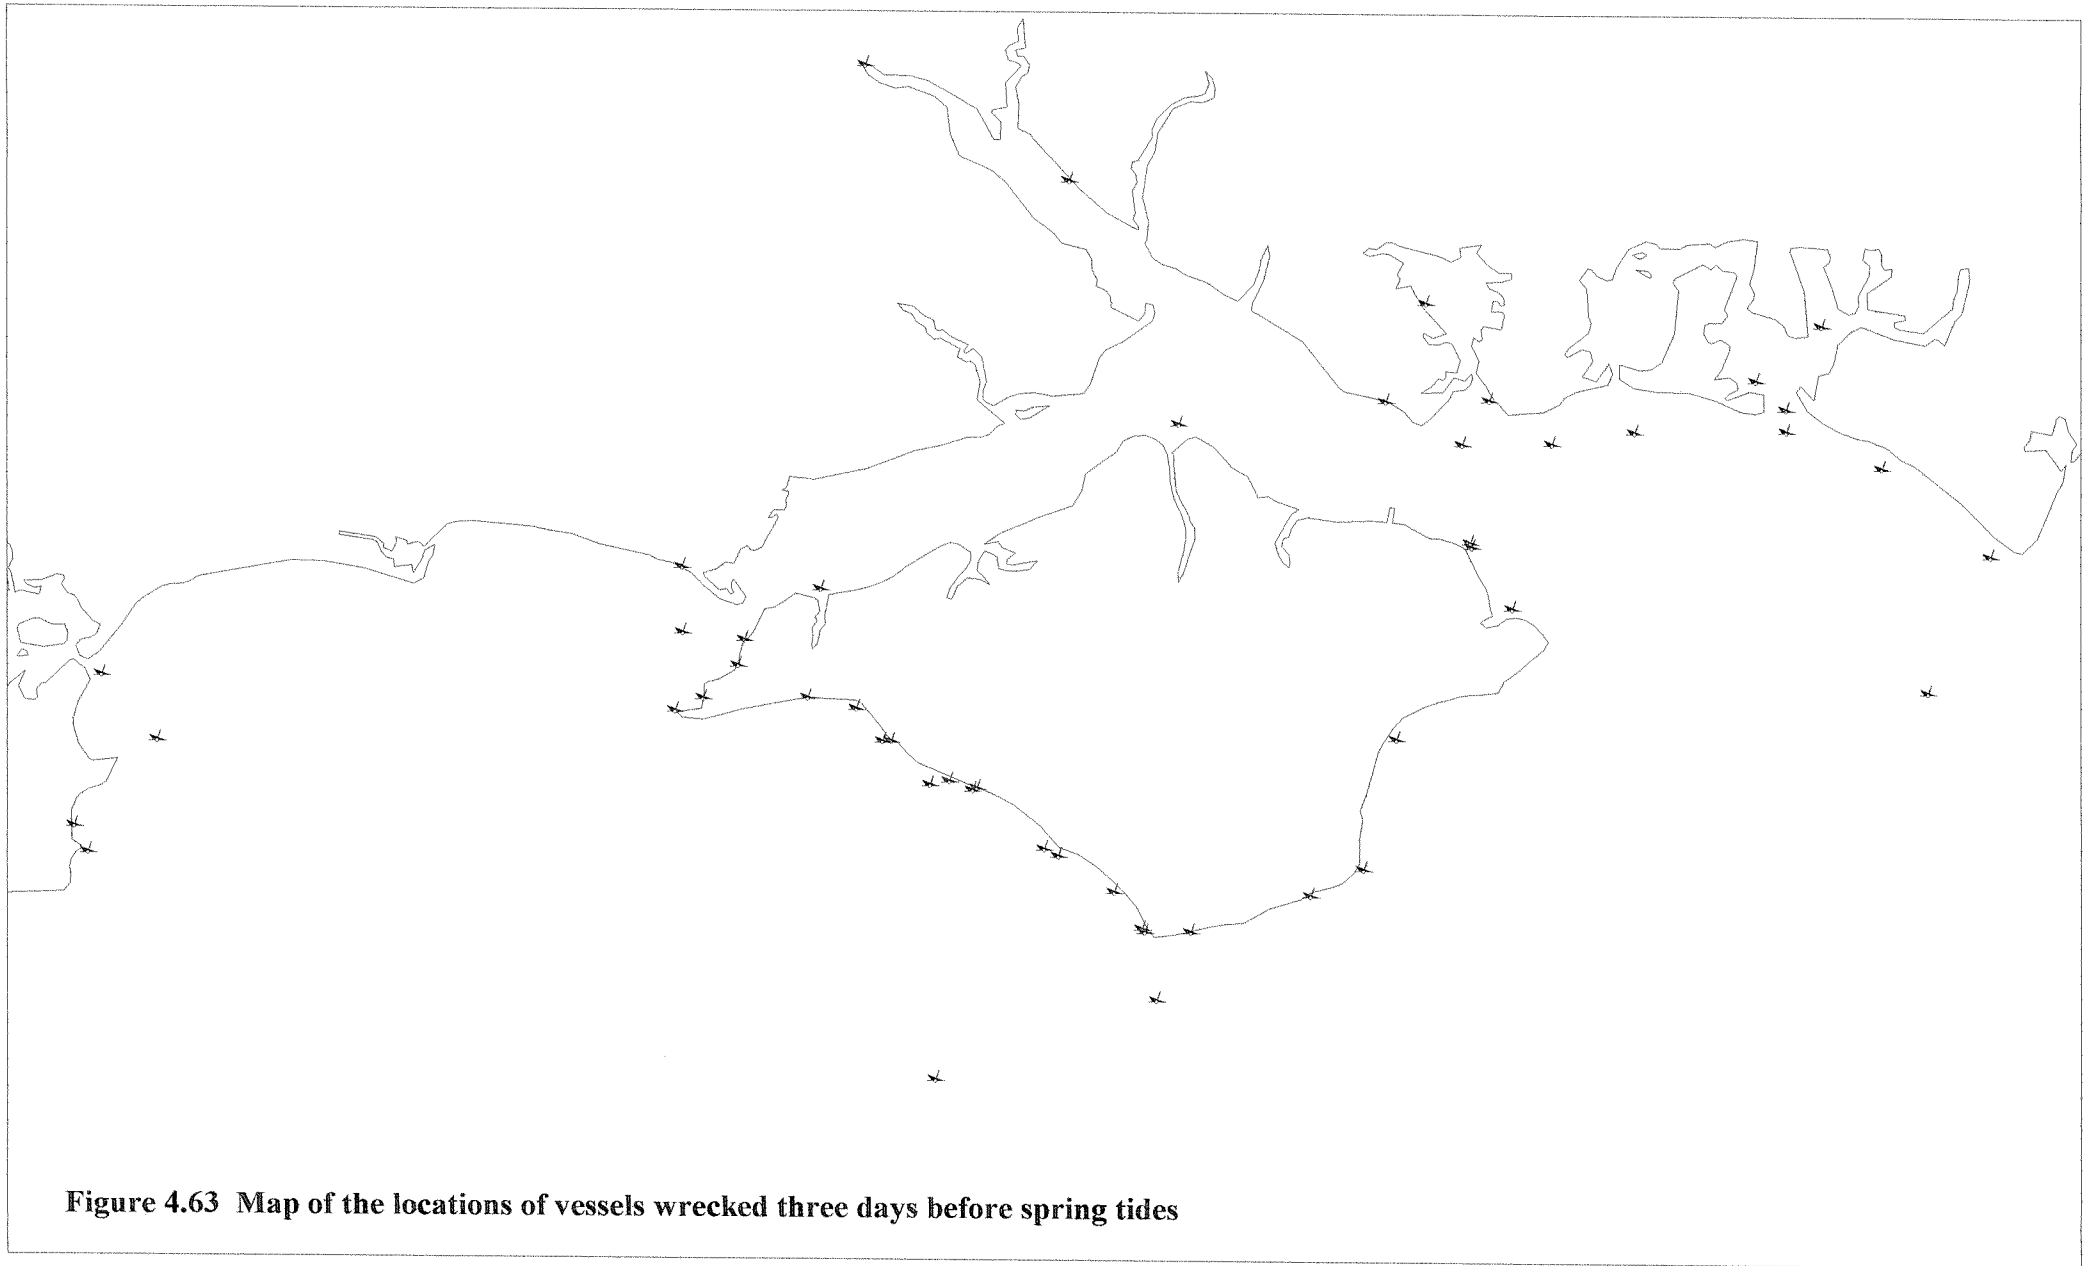 Figure 4.63 Map of the locations of vessels wrecked three days before spring tides